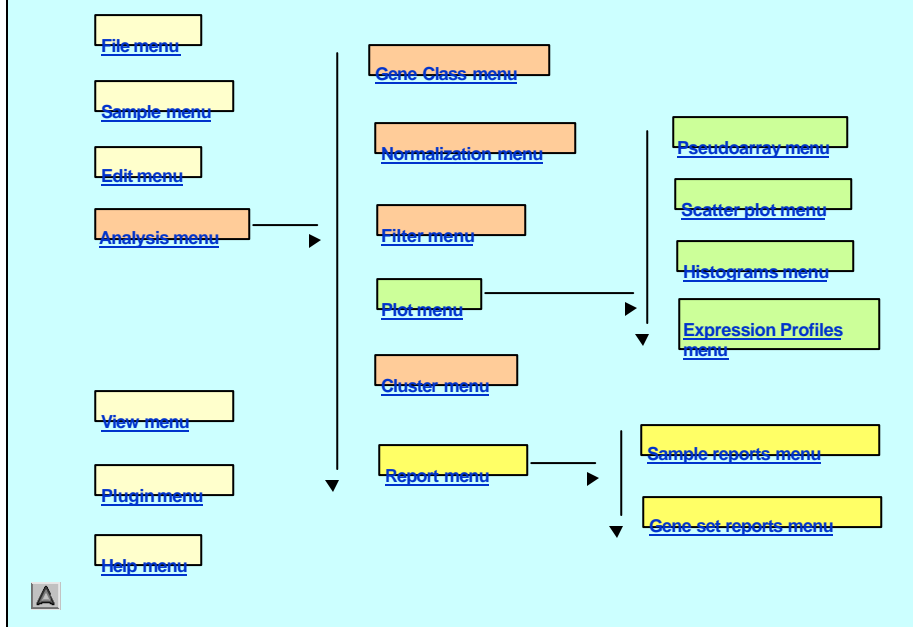 File menu
Sample menu
Edit menu
Analysis menu
View menu
Plugin menu
Help menu
Gene Class menu
Normalization menu
Filter menu
Plot menu
Cluster menu
Report menu
Pseudoarray menu
Scatter plot menu
Histograms menu
Expression Profiles
menu
Sample reports menu
Gene set reports menu